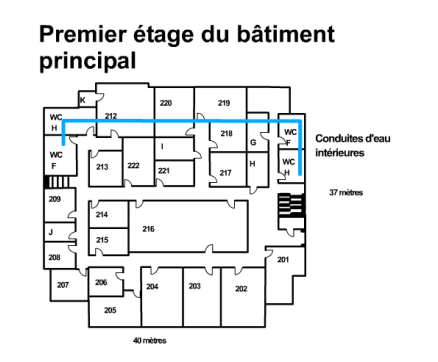 Premier étage du bâtiment
principal
K
WC
H
212
220
219
218
G
WC
F
Conduites d'eau
intérieures
WC
F
213
222
I
221
217
H
WC
H
37 mètres
209
214
216
J
215
208
201
207
206
204
203
202
205
40 mètres